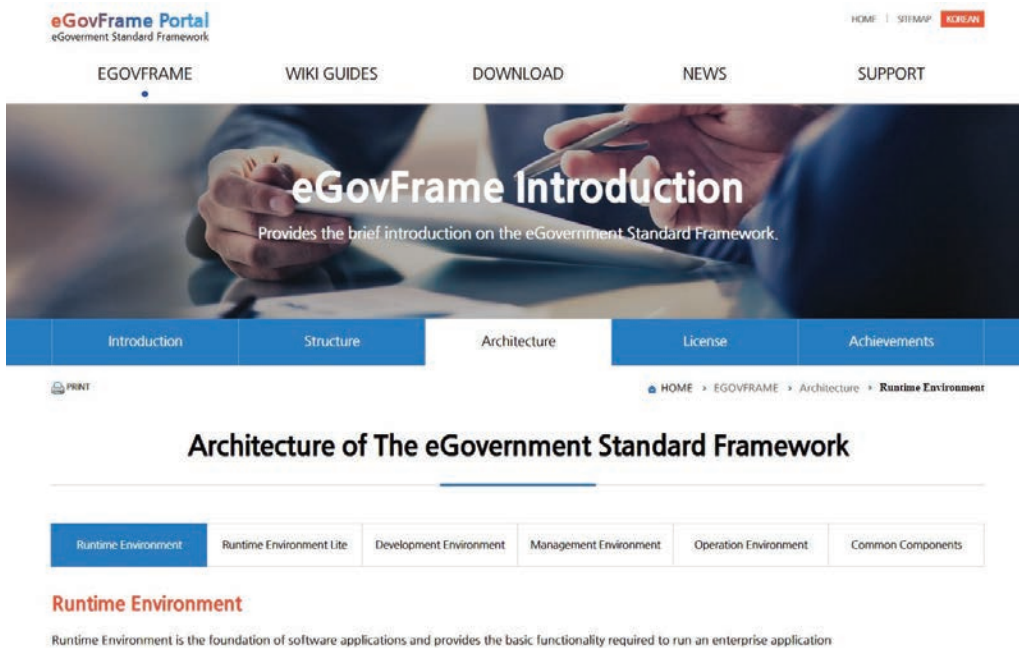 eGovFrame Portal
eGoverment Standard Framework
HOME | SITEMAP KOREAN
EGOVFRAME WIKI GUIDES DOWNLOAD NEWS SUPPORT
eGovFrame Introduction
Provides the brief introduction on the eGovernment Standard Framework.
Introduction Structure Architecture License Achievements
PRINT
HOME > EGOVFRAME > Architecture > Runtime Environment
Architecture of The eGovernment Standard Framework
Runtime Environment Runtime Environment Lite Development Environment Management Environment Operation Environment Common Components
Runtime Environment
Runtime Environment is the foundation of software applications and provides the basic functionality required to run an enterprise application